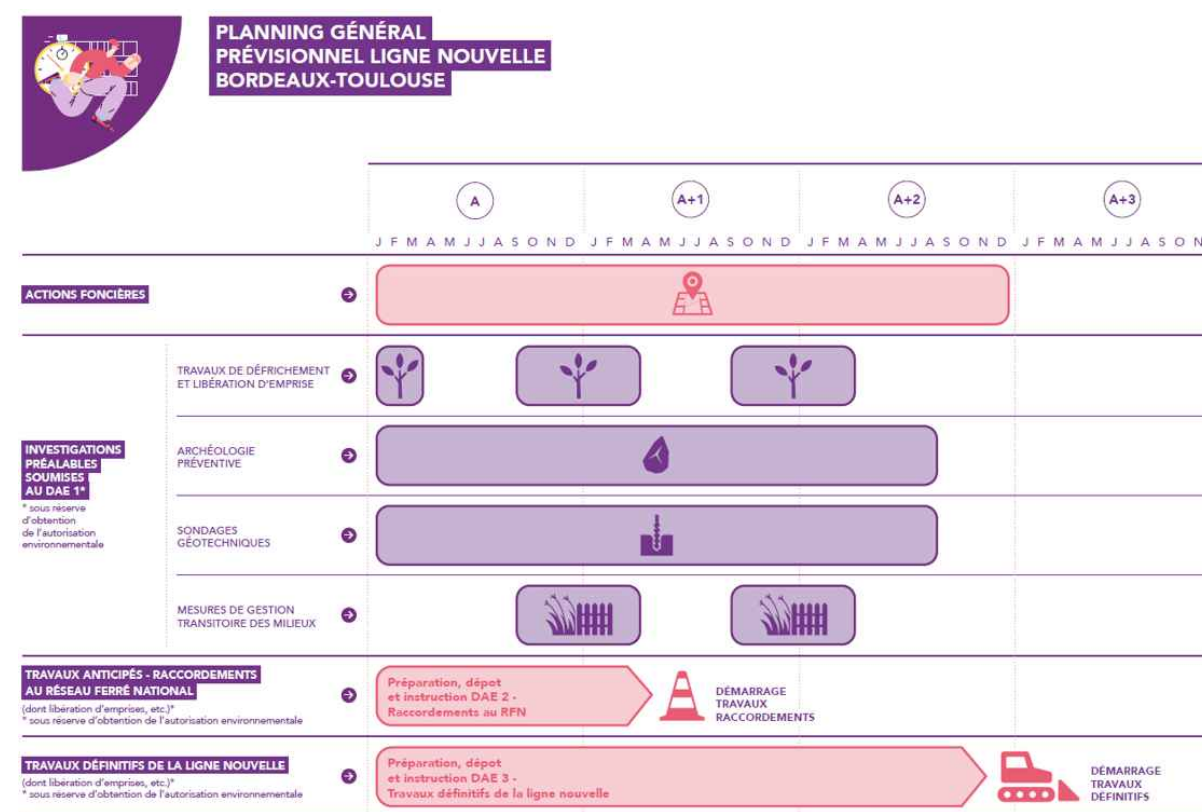 PLANNING GÉNÉRAL
PRÉVISIONNEL LIGNE NOUVELLE
BORDEAUX-TOULOUSE
A A+1 A+2 A+3
J F M A M J J A S O N D J F M A M J J A S O N D J F M A M J J A S O N D J F M A M J J A S O N
ACTIONS FONCIÈRES
INVESTIGATIONS
PRÉALABLES
SOUMISES
AU DAE 1*
* sous réserve
d'obtention
de l'autorisation
environnementale
TRAVAUX DE DÉFRICHEMENT
ET LIBÉRATION D'EMPRISE
ARCHÉOLOGIE
PRÉVENTIVE
SONDAGES
GÉOTECHNIQUES
MESURES DE GESTION
TRANSITOIRE DES MILIEUX
TRAVAUX ANTICIPÉS - RACCORDEMENTS
AU RÉSEAU FERRÉ NATIONAL
(dont libération d'emprises, etc.)*
* sous réserve d'obtention de l'autorisation environnementale
Préparation, dépot
et instruction DAE 2 -
Raccordements au RFN
DÉMARRAGE
TRAVAUX
RACCORDEMENTS
TRAVAUX DÉFINITIFS DE LA LIGNE NOUVELLE
(dont libération d'emprises, etc.)*
* sous réserve d'obtention de l'autorisation environnementale
Préparation, dépot
et instruction DAE 3 -
Travaux définitifs de la ligne nouvelle
DÉMARRAGE
TRAVAUX
DÉFINITIFS